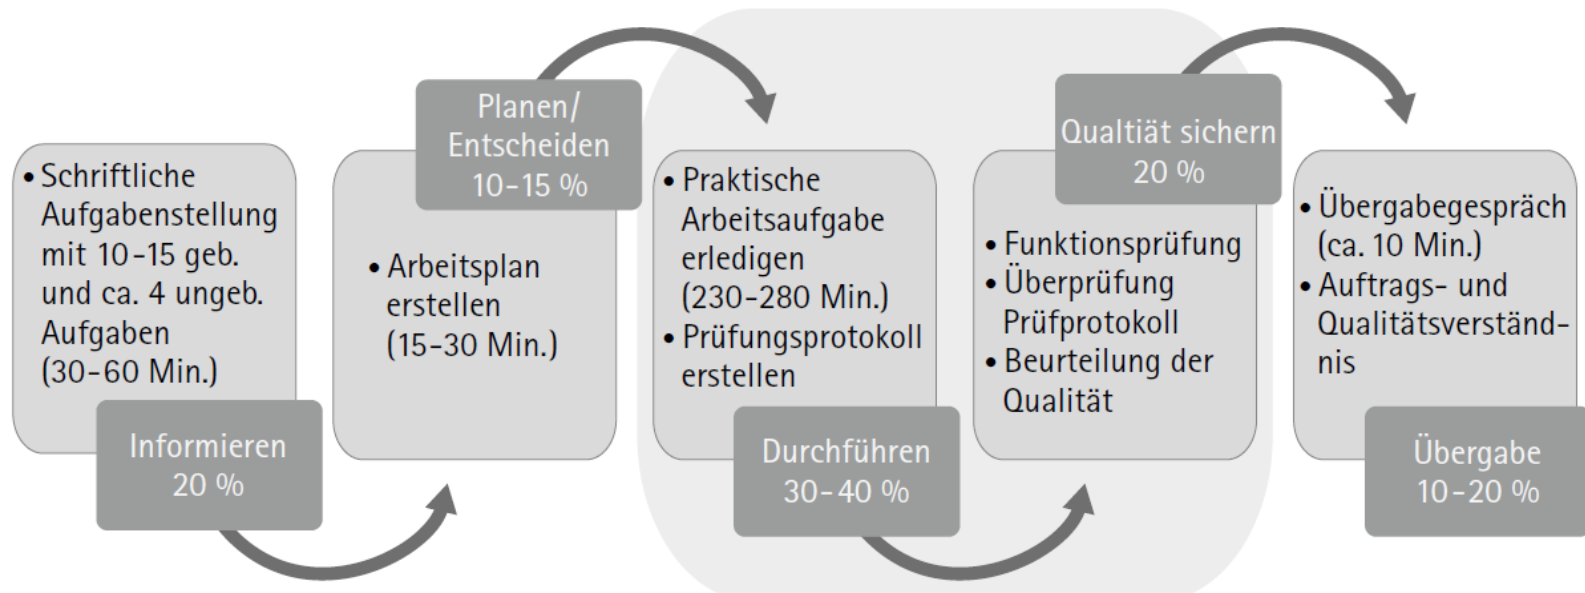 • Schriftliche
Aufgabenstellung
mit 10-15 geb.
und ca. 4 ungeb.
Aufgaben
(30-60 Min.)
Informieren
20 %
Planen/
Entscheiden
10-15 %
• Arbeitsplan
erstellen
(15-30 Min.)
• Praktische
Arbeitsaufgabe
erledigen
(230-280 Min.)
• Prüfungsprotokoll
erstellen
Durchführen
30-40 %
Qualtiät sichern
20 %
• Funktionsprüfung
• Überprüfung
Prüfprotokoll
• Beurteilung der
Qualität
• Übergabegespräch
(ca. 10 Min.)
• Auftrags- und
Qualitätsverständ-
nis
Übergabe
10-20 %